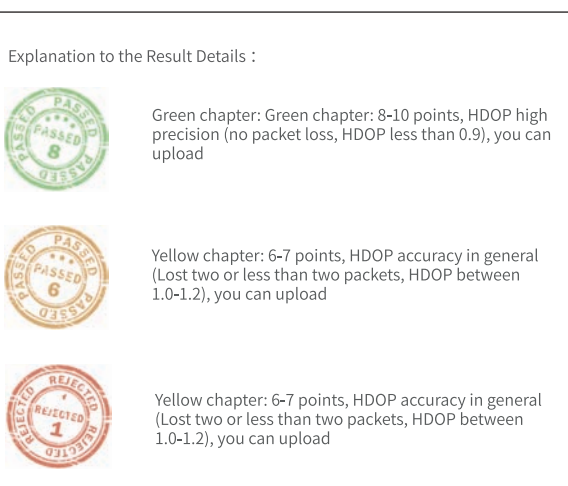 Explanation to the Result Details：
PASSED PASSED PASSED PASSED
PASSED
8
Green chapter: Green chapter: 8-10 points, HDOP high
precision (no packet loss, HDOP less than 0.9), you can
upload
PASSED PASSED PASSED PASSED
PASSED
6
Yellow chapter: 6-7 points, HDOP accuracy in general
(Lost two or less than two packets, HDOP between
1.0-1.2), you can upload
REJECTED REJECTED REJECTED
REJECTED
1
Yellow chapter: 6-7 points, HDOP accuracy in general
(Lost two or less than two packets, HDOP between
1.0-1.2), you can upload